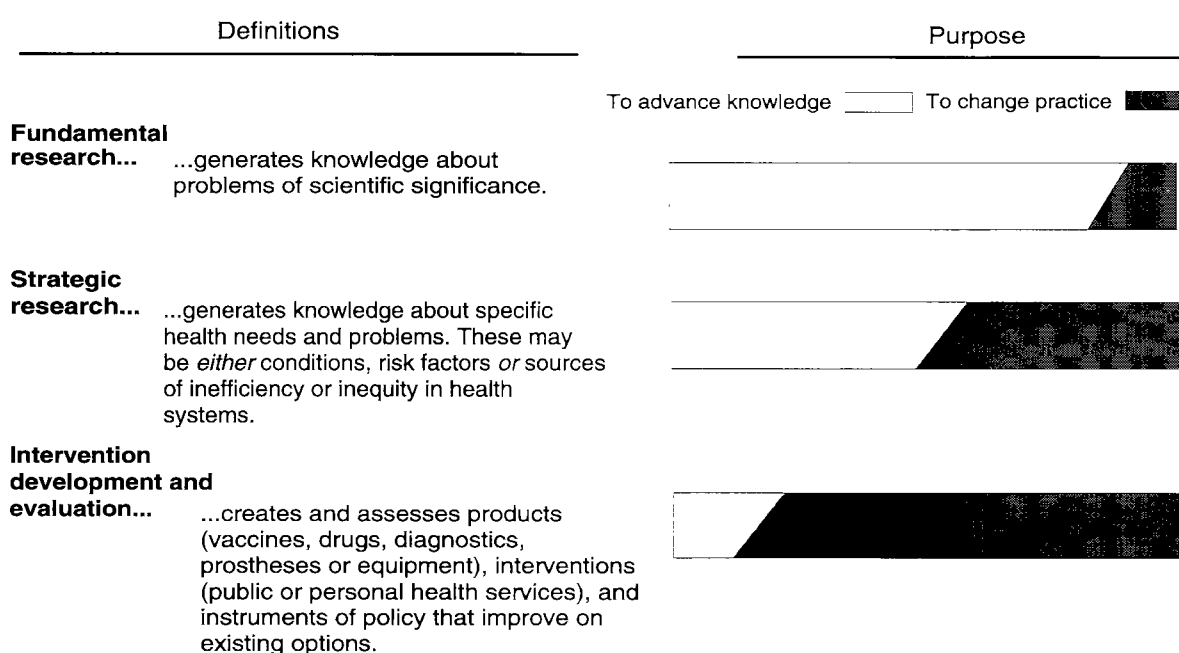 Definitions
Purpose
To advance knowledge
To change practice
Fundamental
research...
...generates knowledge about
problems of scientific significance.
Strategic
research...
...generates knowledge about specific
health needs and problems. These may
be either conditions, risk factors or sources
of inefficiency or inequity in health
systems.
Intervention
development and
evaluation...
...creates and assesses products
(vaccines, drugs, diagnostics,
prostheses or equipment), interventions
(public or personal health services), and
instruments of policy that improve on
existing options.